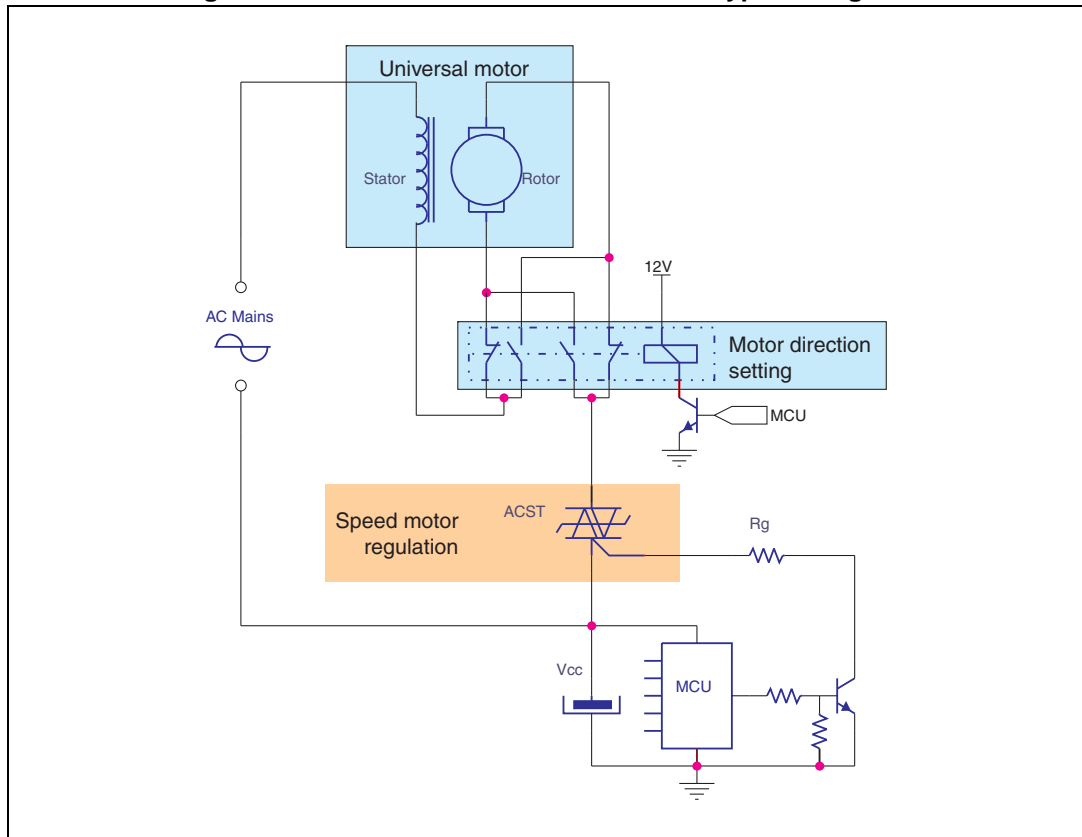 Universal motor
Stator
Rotor
12V
AC Mains
Motor direction
setting
MCU
ACST
Speed motor
regulation
Rg
Vcc
MCU